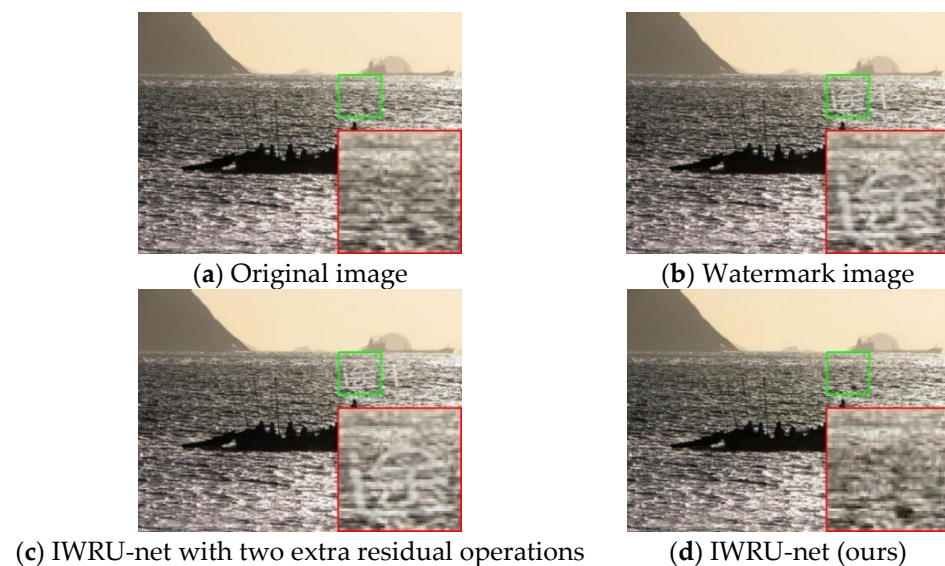 (a) Original image
(b) Watermark image
(c) IWRU-net with two extra residual operations
(d) IWRU-net (ours)